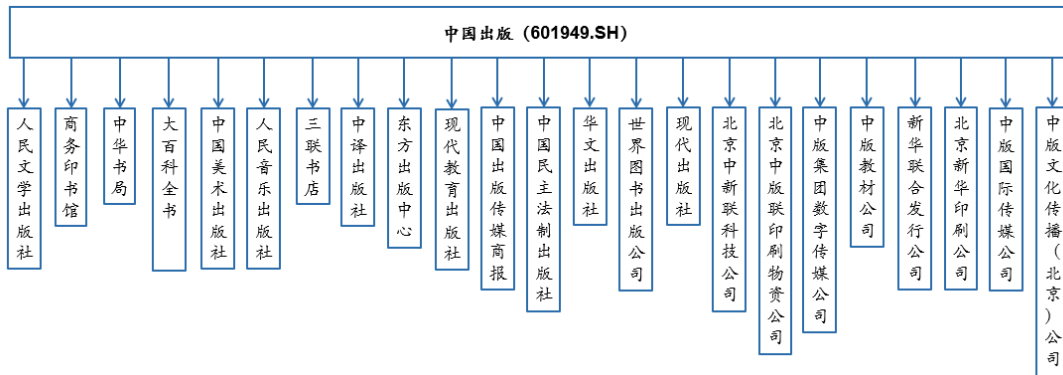 中国出版（601949.SH）
人民文学出版社
商务印书馆
中华书局
大百科全书
中国美术出版社
人民音乐出版社
三联书店
中译出版社
东方出版中心
现代教育出版社
中国出版传媒商报
中国民主法制出版社
华文出版社
世界图书出版公司
现代出版社
北京中新联科技公司
北京中版联印刷物资公司
中版集团数字传媒公司
中版教材公司
新华联合发行公司
北京新华印刷公司
中版国际传媒公司
中版文化传播（北京）公司